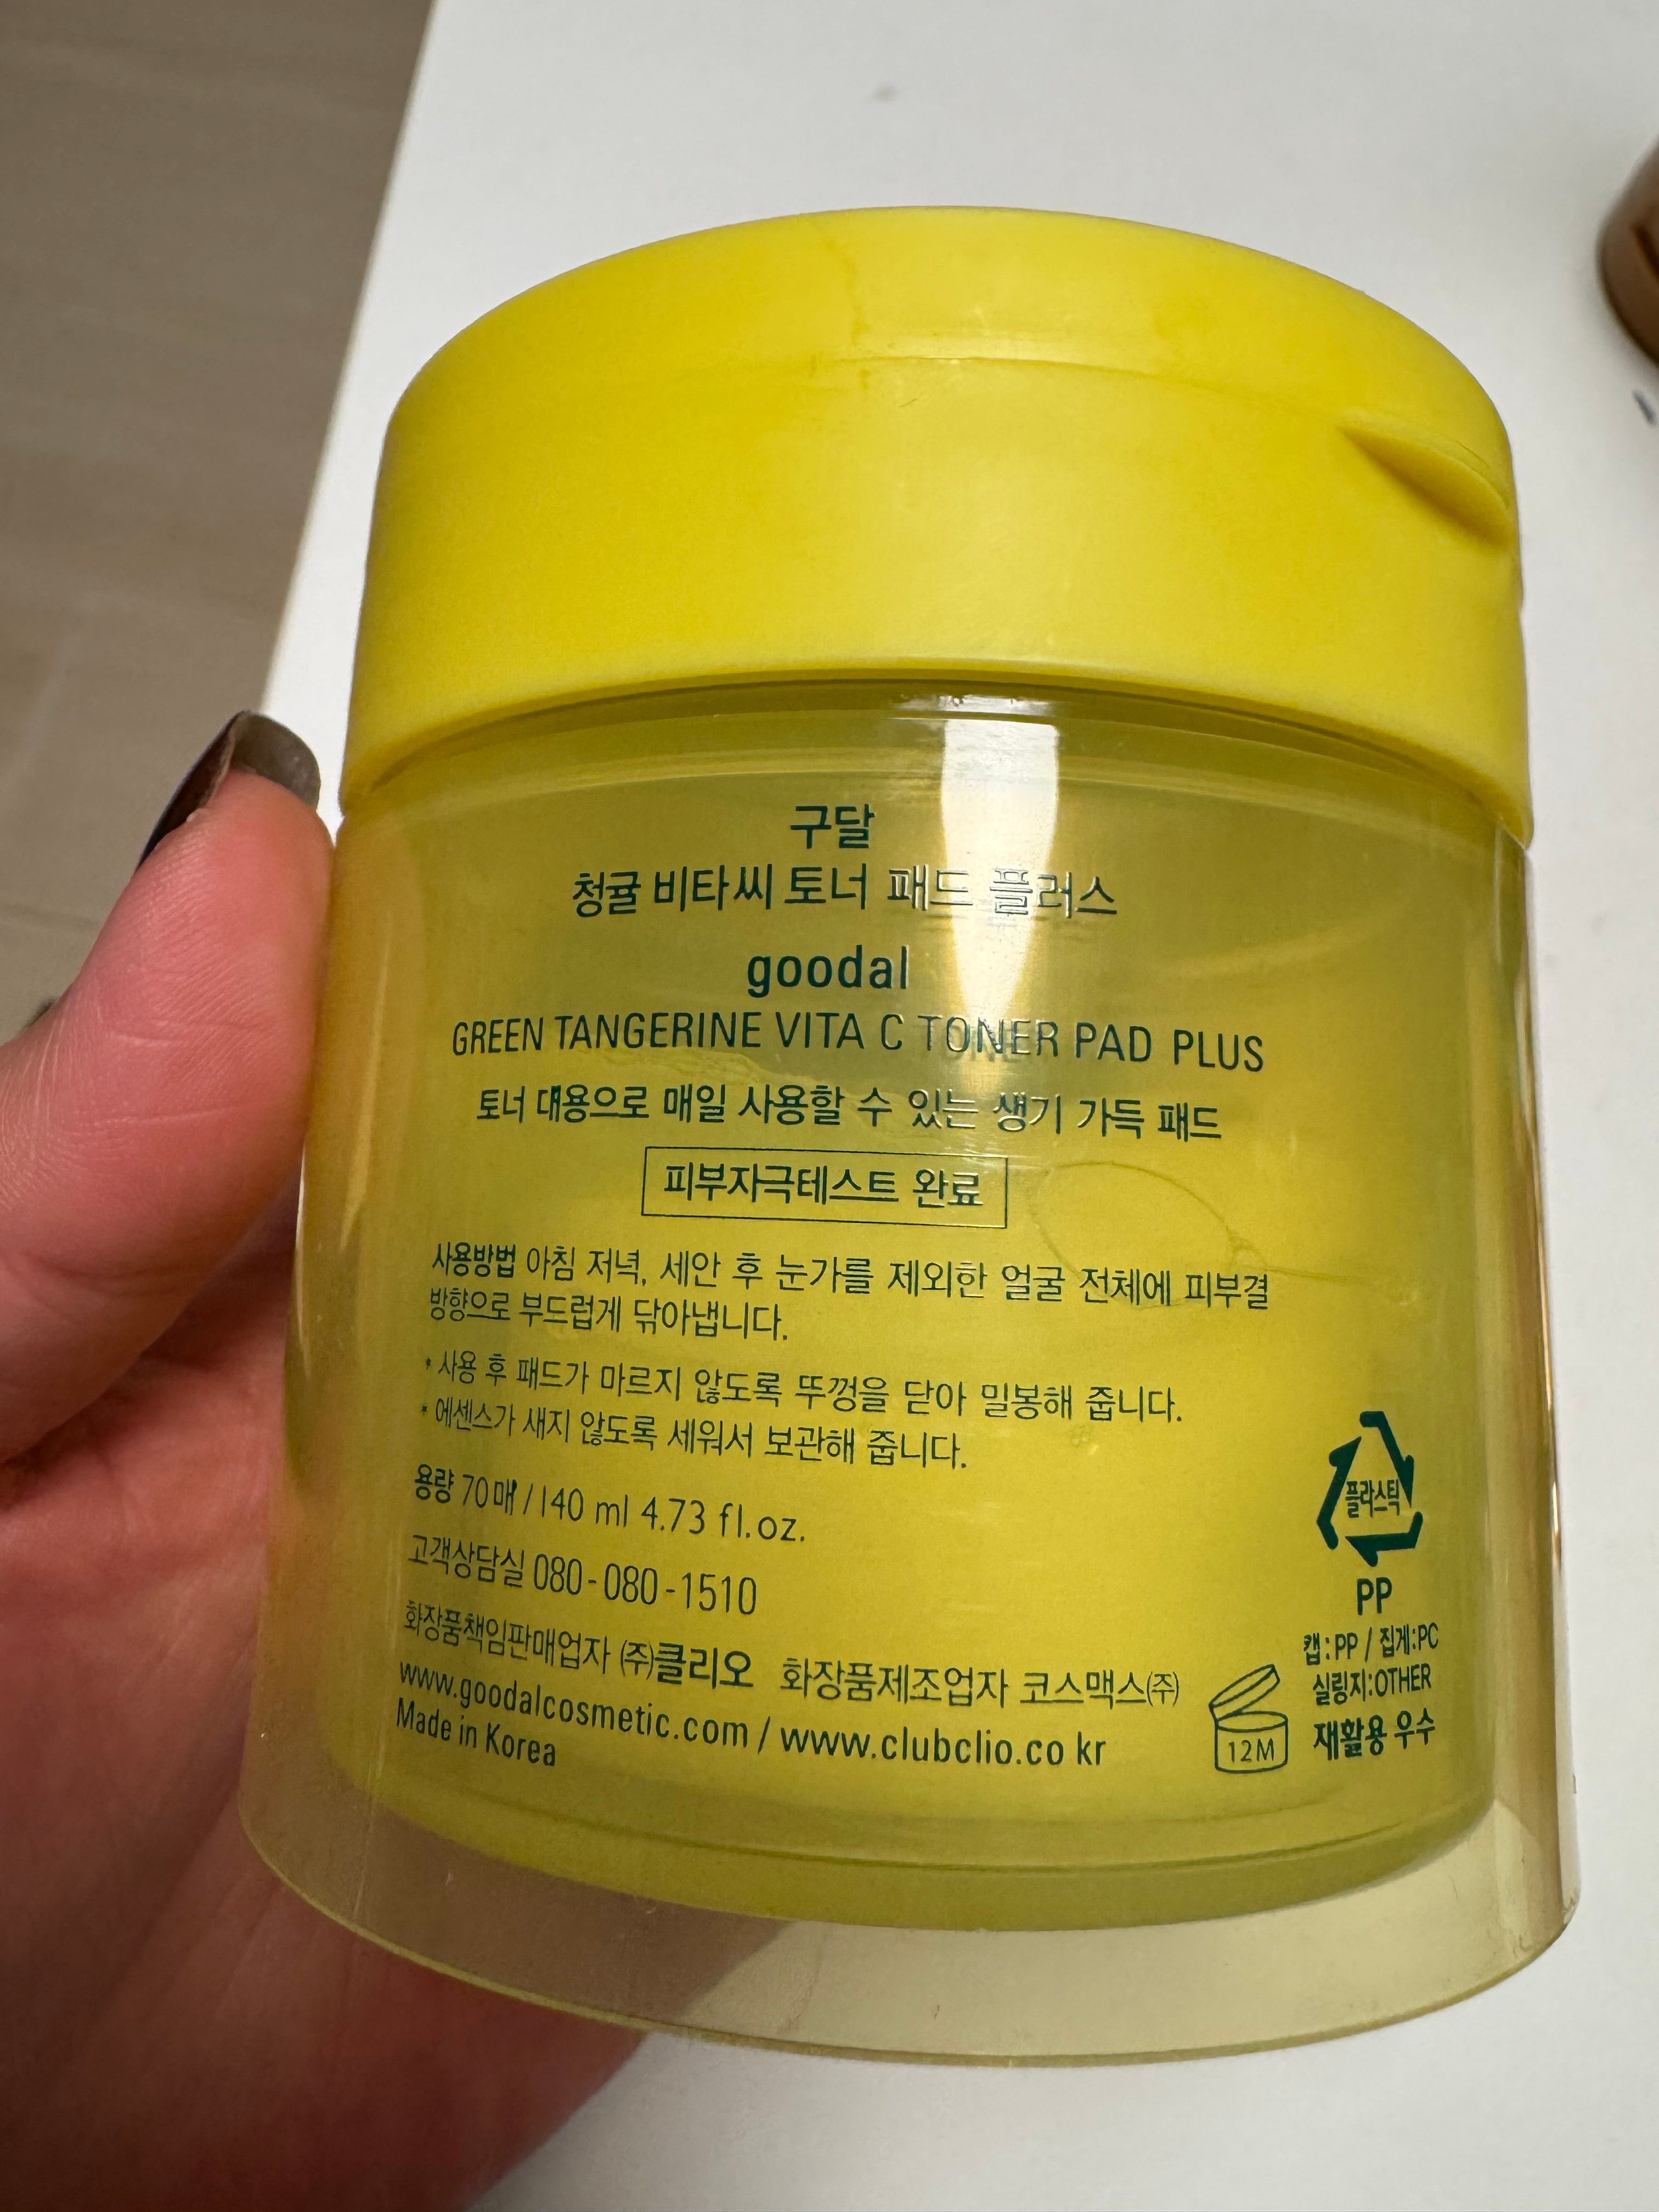 구달
청귤 비타씨 토너 패드 플러스
goodal
GREEN TANGERINE VITA C TONER PAD PLUS
토너 대용으로 매일 사용할 수 있는 생기 가득 패드
피부자극테스트 완료
사용방법 아침 저녁, 세안 후 눈가를 제외한 얼굴 전체에 피부결
방향으로 부드럽게 닦아냅니다.
* 사용 후 패드가 마르지 않도록 뚜껑을 닫아 밀봉해 줍니다.
* 에센스가 새지 않도록 세워서 보관해 줍니다.
용량 70매 / 140 ml 4.73 fl.oz.
고객상담실 080-080-1510
화장품책임판매업자 ㈜클리오 화장품제조업자 코스맥스㈜
www.goodalcosmetic.com / www.clubclio.co kr
Made in Korea
12M
플라스틱
PP
캡:PP / 집게:PC
실링지:OTHER
재활용 우수